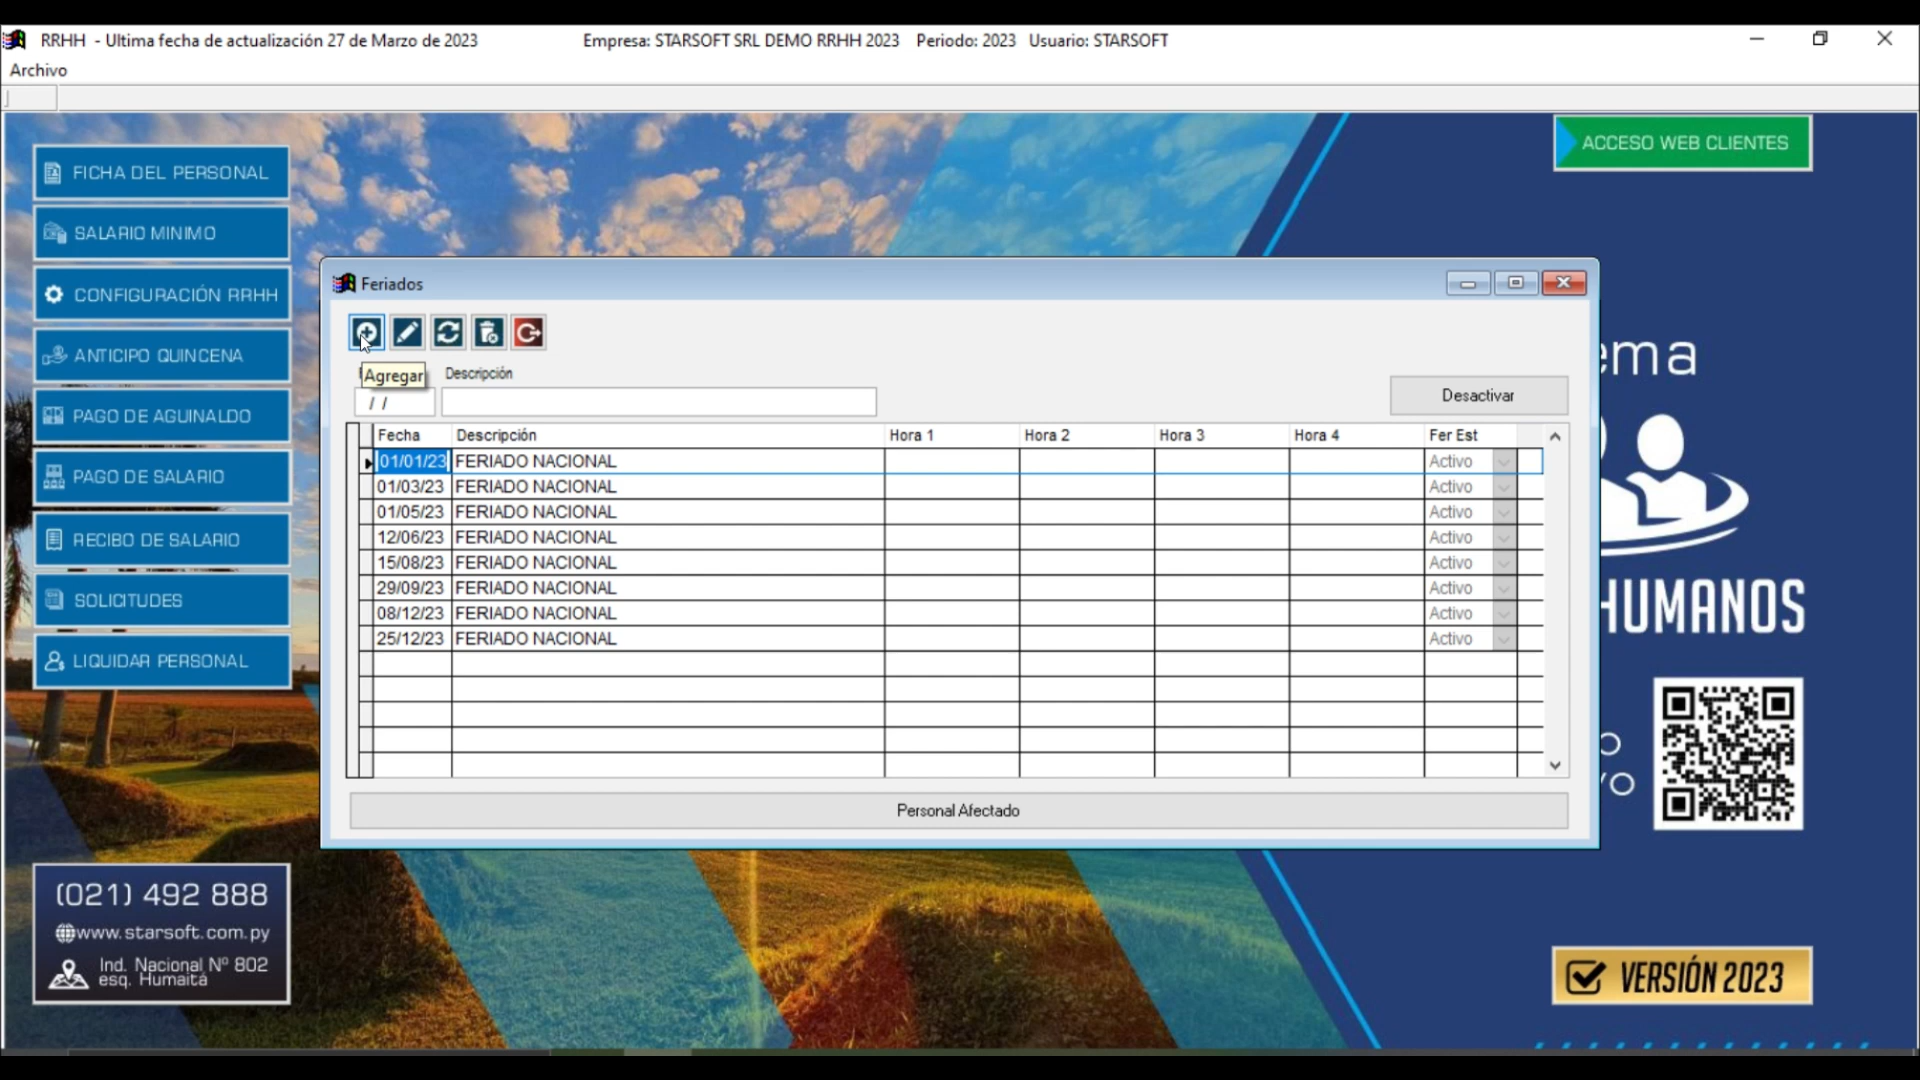 RRHH - Ultima fecha de actualización 27 de Marzo de 2023 Empresa: STARSOFT SRL DEMO RRHH 2023 Periodo: 2023 Usuario: STARSOFT
Archivo
ACCESO WEB CLIENTES
FICHA DEL PERSONAL
SALARIO MINIMO
CONFIGURACIÓN RRHH
ANTICIPO QUINCENA
PAGO DE AGUINALDO
PAGO DE SALARIO
RECIBO DE SALARIO
SOLICITUDES
LIQUIDAR PERSONAL
Feriados
Agregar
Descripción
/ /
Desactivar
Fecha Descripción Hora 1 Hora 2 Hora 3 Hora 4 Fer Est
01/01/23 FERIADO NACIONAL Activo
01/03/23 FERIADO NACIONAL Activo
01/05/23 FERIADO NACIONAL Activo
12/06/23 FERIADO NACIONAL Activo
15/08/23 FERIADO NACIONAL Activo
29/09/23 FERIADO NACIONAL Activo
08/12/23 FERIADO NACIONAL Activo
25/12/23 FERIADO NACIONAL Activo
Personal Afectado
ema
HUMANOS
(021) 492 888
www.starsoft.com.py
Ind. Nacional Nº 802
esq. Humaitá
VERSIÓN 2023